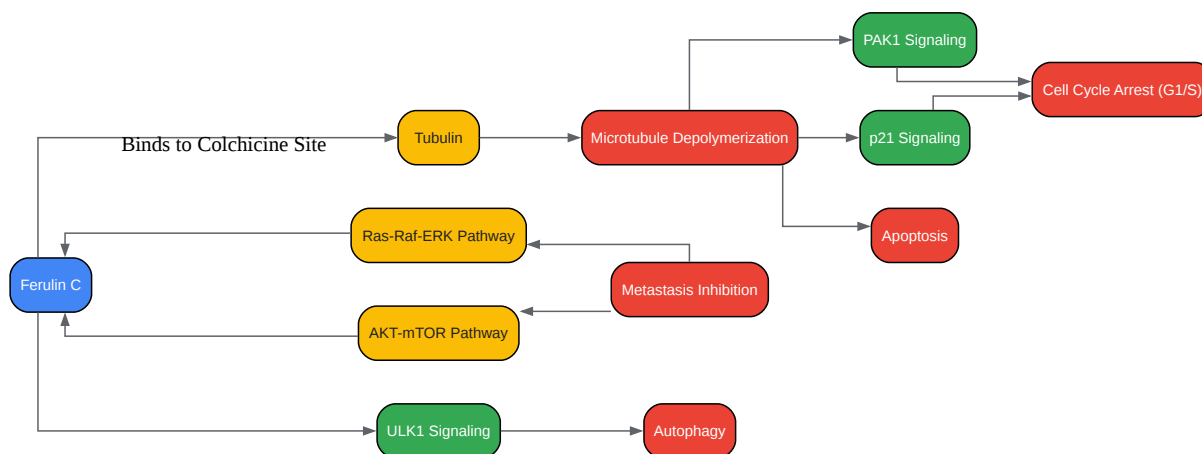 PAK1 Signaling
Cell Cycle Arrest (G1/S)
Binds to Colchicine Site
Tubulin
Microtubule Depolymerization
p21 Signaling
Ras-Raf-ERK Pathway
Apoptosis
Ferulin C
Metastasis Inhibition
AKT-mTOR Pathway
ULK1 Signaling
Autophagy